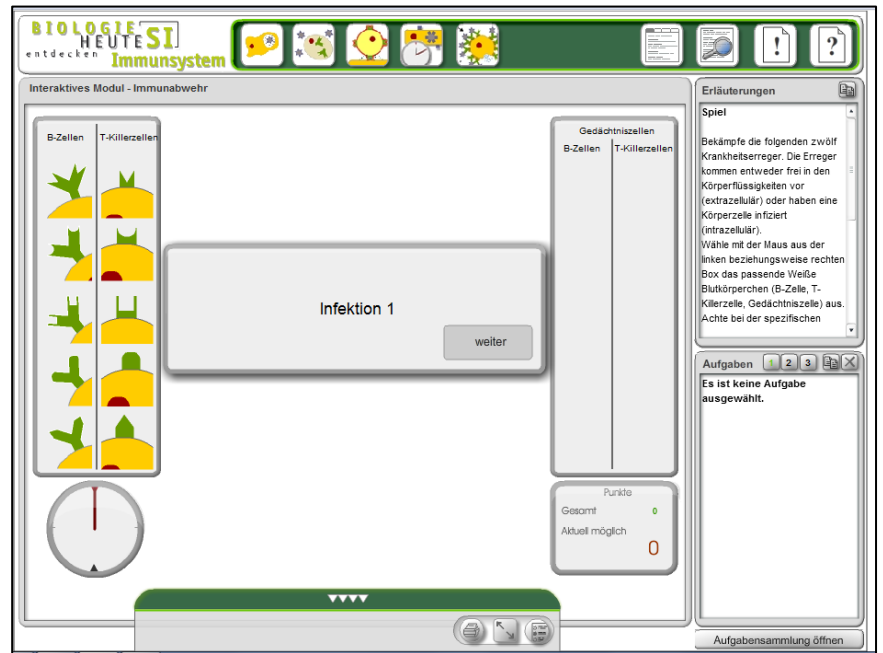 BIOLOGIE
HEUTE SI
entdecken
Immunsystem
Interaktives Modul - Immunabwehr
B-Zellen
T-Killerzellen
Infektion 1
weiter
Gedächtniszellen
B-Zellen
T-Killerzellen
Punkte
Gesamt 0
Aktuell möglich
0
Erläuterungen
Spiel
Bekämpfe die folgenden zwölf
Krankheitserreger. Die Erreger
kommen entweder frei in den
Körperflüssigkeiten vor
(extrazellulär) oder haben eine
Körperzelle infiziert
(intrazellulär).
Wähle mit der Maus aus der
linken beziehungsweise rechten
Box das passende Weiße
Blutkörperchen (B-Zelle, T-
Killerzelle, Gedächtniszelle) aus.
Achte bei der spezifischen
Aufgaben 1 2 3
Es ist keine Aufgabe
ausgewählt.
Aufgabensammlung öffnen